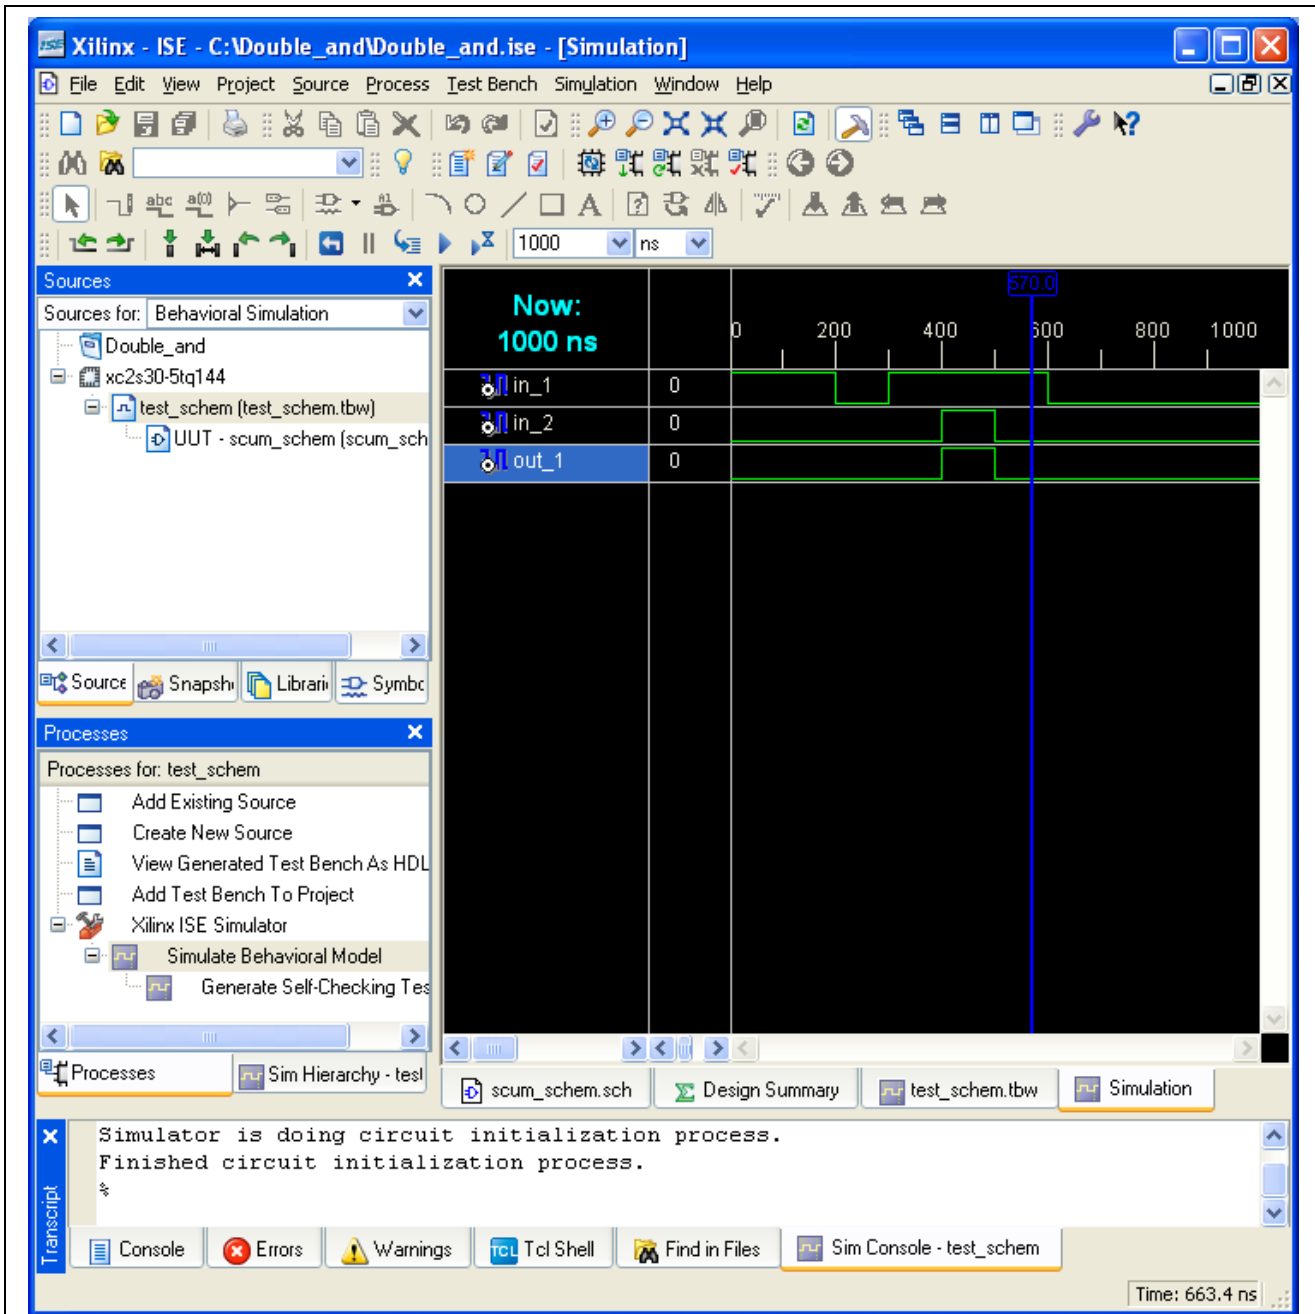 Xilinx - ISE - C:\Double_and\Double_and.ise - [Simulation]
File Edit View Project Source Process Test Bench Simulation Window Help
1000 ns
Sources
Sources for: Behavioral Simulation
Double_and
xc2s30-5tq144
test_schem (test_schem.tbw)
UUT - scum_schem (scum_sch
Source Snapsh Librari Symbo
Processes
Processes for: test_schem
Add Existing Source
Create New Source
View Generated Test Bench As HDL
Add Test Bench To Project
Xilinx ISE Simulator
Simulate Behavioral Model
Generate Self-Checking Tes
Processes Sim Hierarchy - test
Now:
1000 ns
570.0
0 200 400 600 800 1000
in_1 0
in_2 0
out_1 0
scum_schem.sch Design Summary test_schem.tbw Simulation
Transcript
Simulator is doing circuit initialization process.
Finished circuit initialization process.
%
Console Errors Warnings Tcl Shell Find in Files Sim Console - test_schem
Time: 663.4 ns